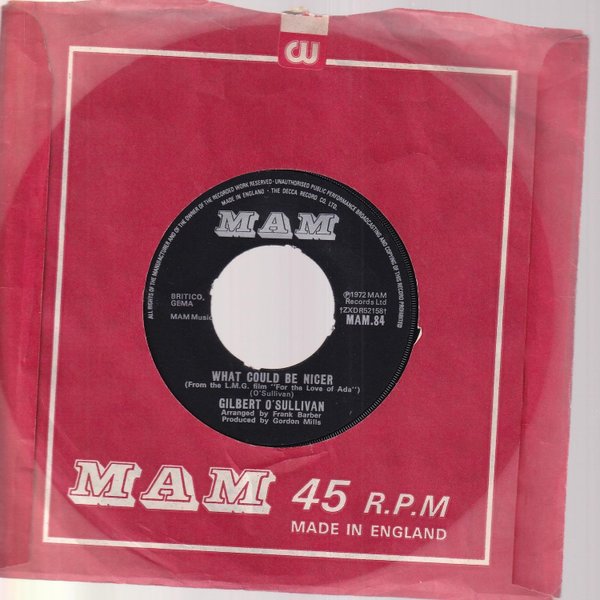 ALL RIGHTS OF THE MANUFACTURER AND OF THE OWNER OF THE RECORDED WORK RESERVED · UNAUTHORISED PUBLIC PERFORMANCE BROADCASTING AND COPYING OF THIS RECORD PROHIBITED
MADE IN ENGLAND · THE DECCA RECORD CO. LTD.
MAM
BRITICO,
GEMA
MAM Music
℗1972 MAM
Records Ltd
†ZXDR52158†
MAM.84
WHAT COULD BE NICER
(From the L.M.G. film "For the Love of Ada")
(O'Sullivan)
GILBERT O'SULLIVAN
Arranged by Frank Barber
Produced by Gordon Mills
MAM 45 R.P.M
MADE IN ENGLAND